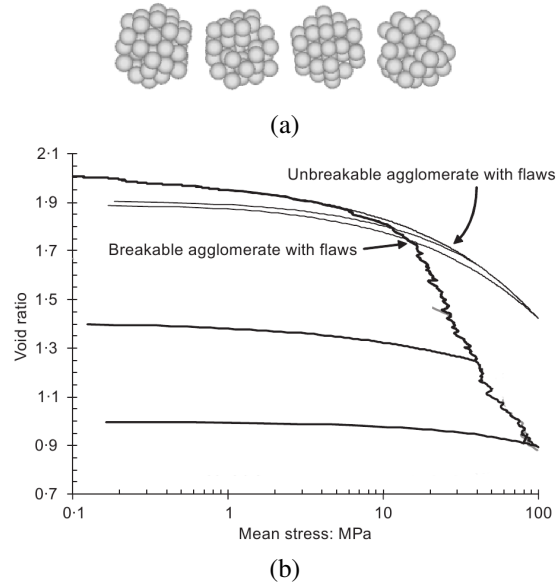 (a)
2·1
1·9
1·7
1·5
1·3
1·1
0·9
0·7
Void ratio
Unbreakable agglomerate with flaws
Breakable agglomerate with flaws
0·1
1
10
100
Mean stress: MPa
(b)